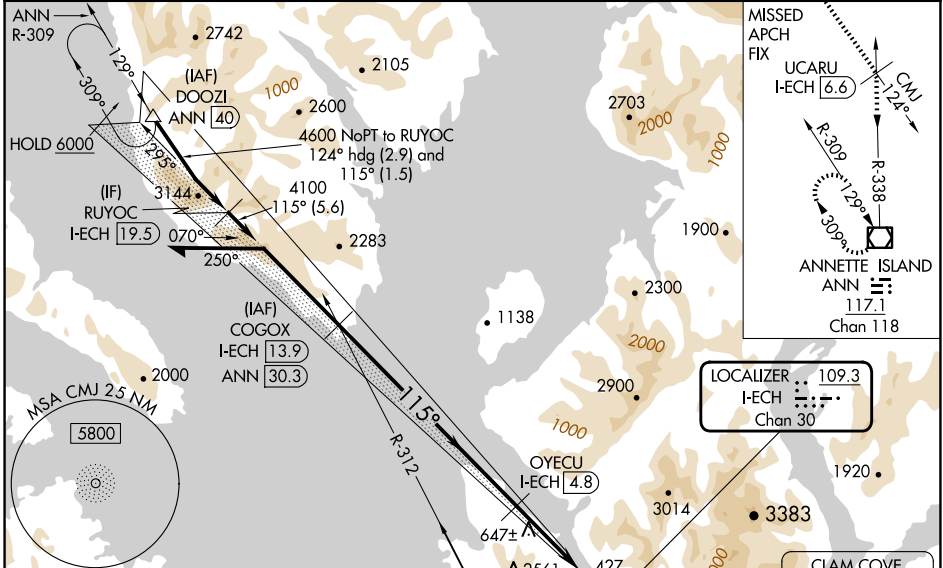 ANN
R-309
129°
309°
HOLD 6000
295°
2742
(IAF)
DOOZI
ANN 40
2105
1000
2600
4600 NoPT to RUYOC
124° hdg (2.9) and
115° (1.5)
4100
115° (5.6)
3144
(IF)
RUYOC
I-ECH 19.5
070°
250°
2283
(IAF)
COGOX
I-ECH 13.9
ANN 30.3
115°
R-312
1138
2703
2000
1000
1900
2300
2000
2900
1000
2000
MSA CMJ 25 NM
5800
OYECU
I-ECH 4.8
647±
2561
427
3014
3383
1920
MISSED
APCH
FIX
UCARU
I-ECH 6.6
CMJ
124°
R-309
R-338
129°
309°
ANNETTE ISLAND
ANN
117.1
Chan 118
LOCALIZER 109.3
I-ECH
Chan 30
CLAM COVE